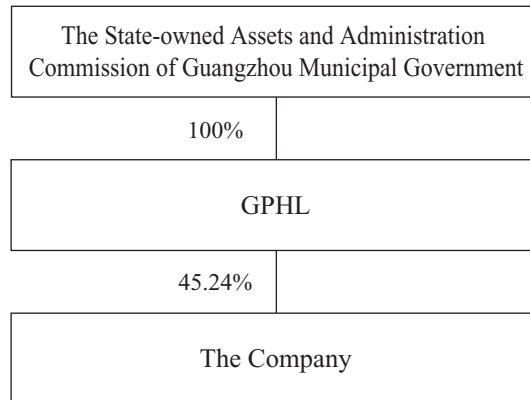 The State-owned Assets and Administration
Commission of Guangzhou Municipal Government
100%
GPHL
45.24%
The Company